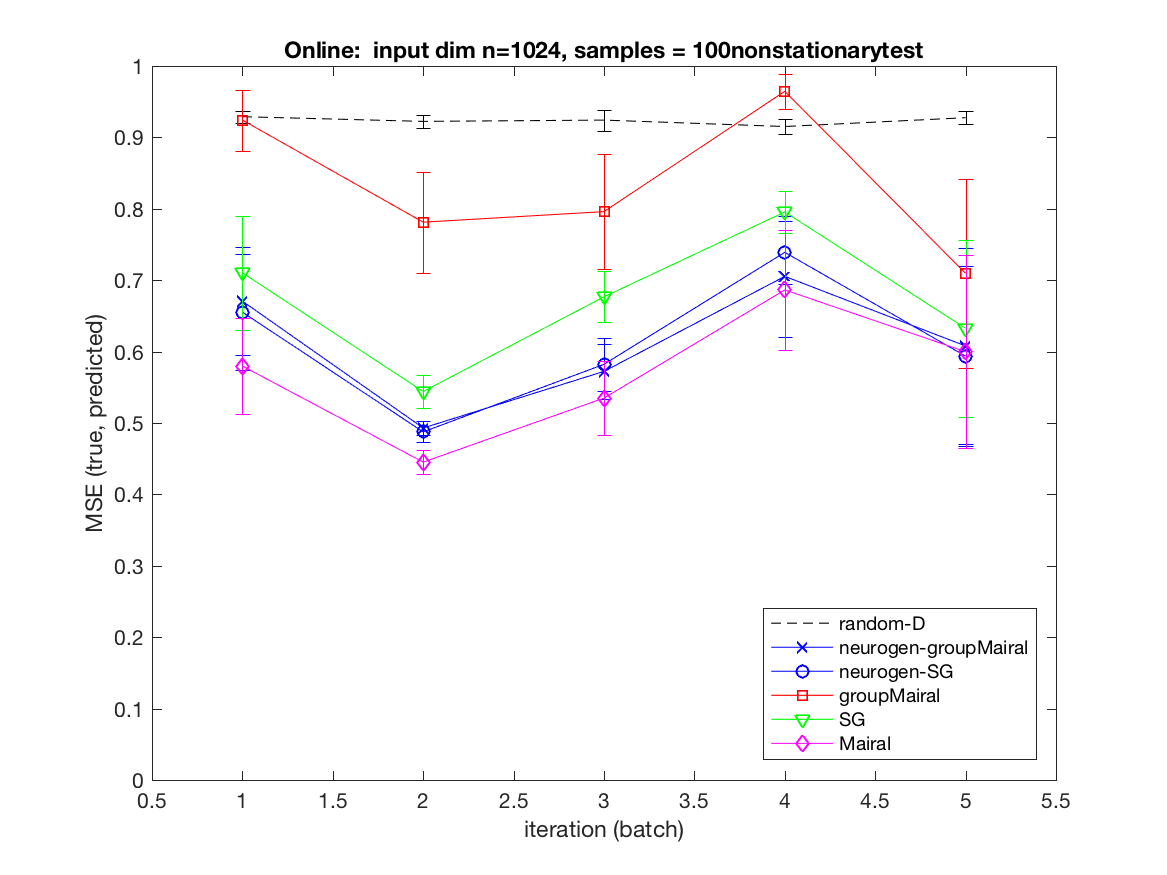 Online:  input dim n=1024, samples = 100nonstationarytest
MSE (true, predicted)
1
0.9
0.8
0.7
0.6
0.5
0.4
0.3
0.2
0.1
0
0.5 1 1.5 2 2.5 3 3.5 4 4.5 5 5.5
iteration (batch)
random-D
neurogen-groupMairal
neurogen-SG
groupMairal
SG
Mairal